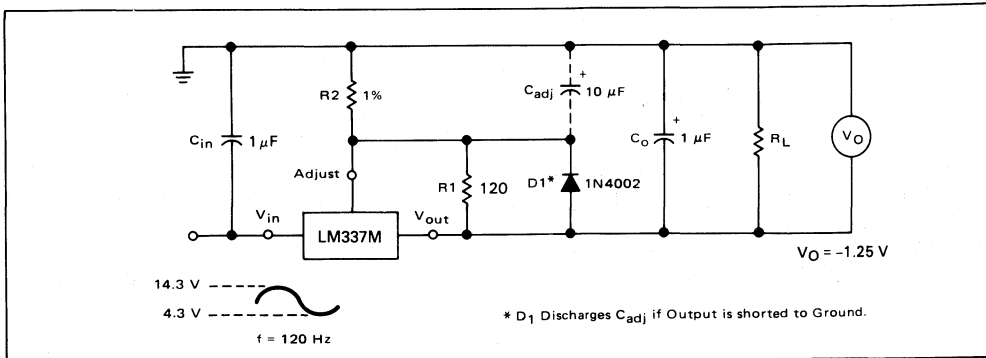 R2
1%
Cadj
+
10 μF
Cin
1 μF
Co
+
1 μF
RL
VO
Adjust
R1
120
D1*
1N4002
Vin
LM337M
Vout
VO = -1.25 V
14.3 V
4.3 V
f = 120 Hz
* D1 Discharges Cadj if Output is shorted to Ground.